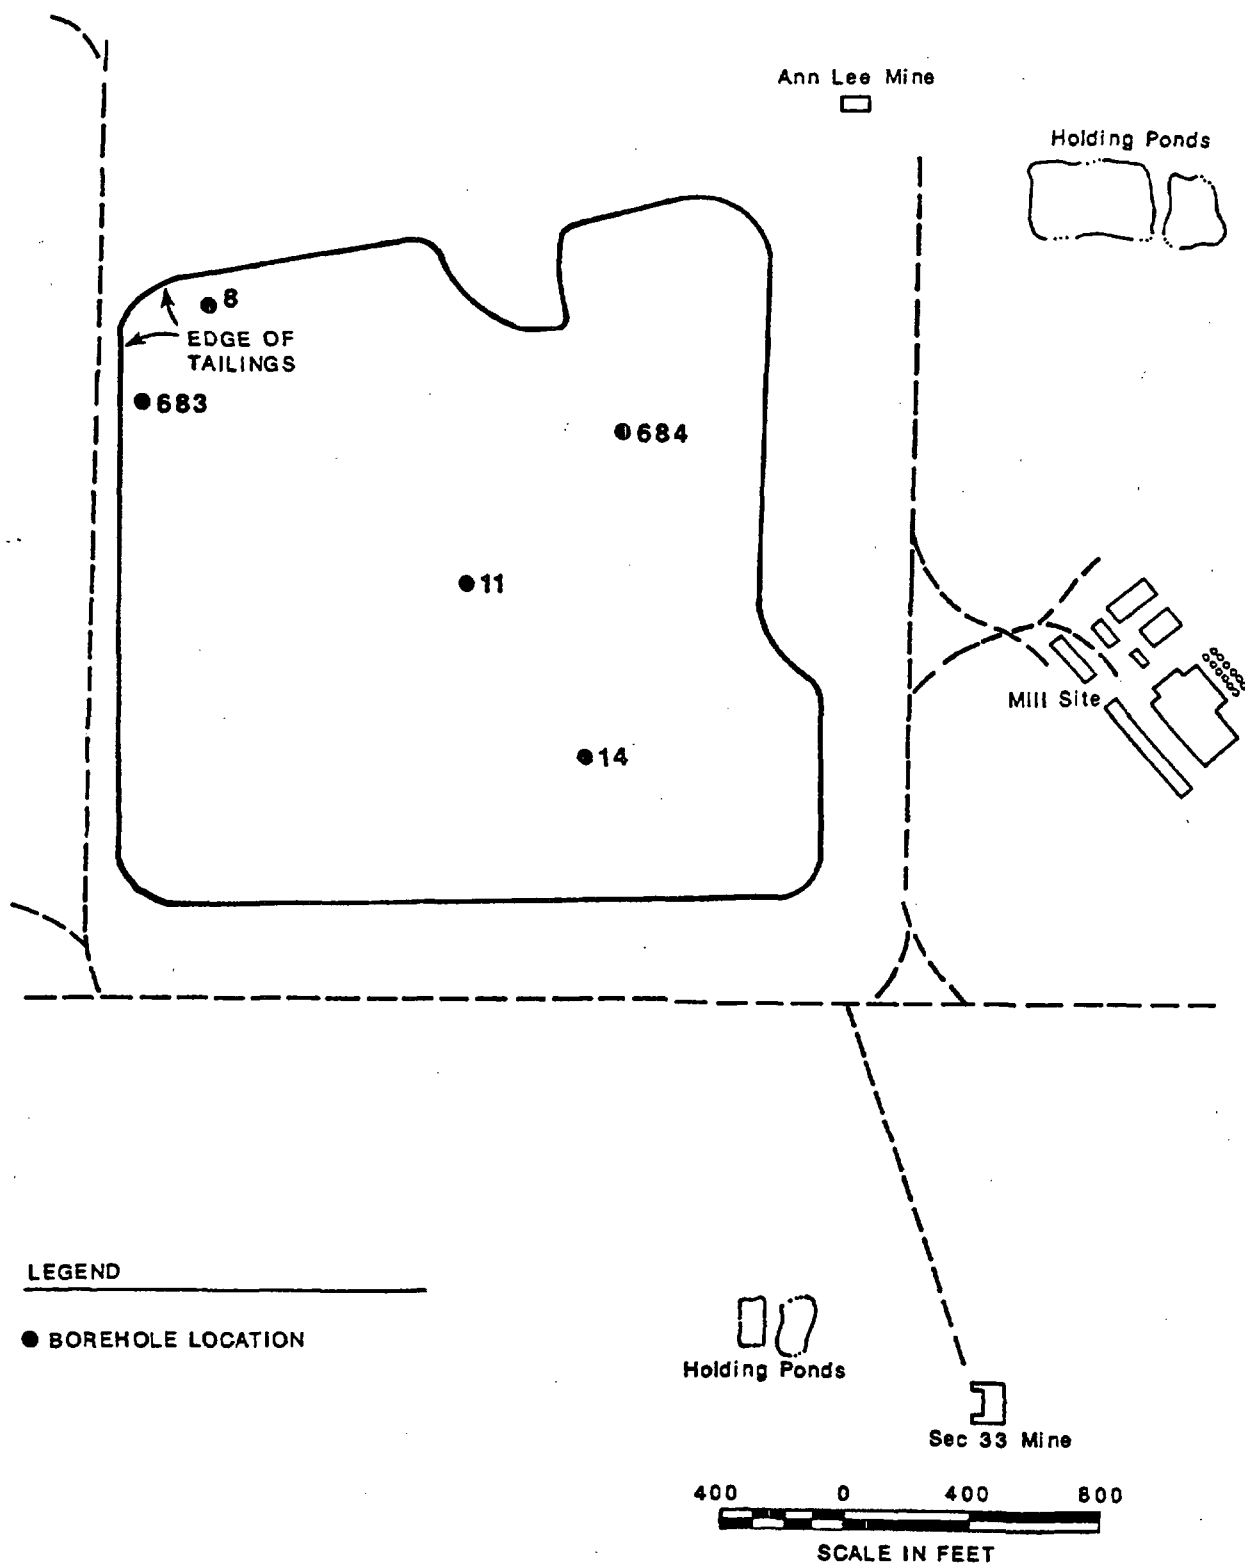 Ann Lee Mine
Holding Ponds
8
EDGE OF
TAILINGS
683
684
11
Mill Site
14
LEGEND
BOREHOLE LOCATION
Holding Ponds
Sec 33 Mine
400 0 400 800
SCALE IN FEET